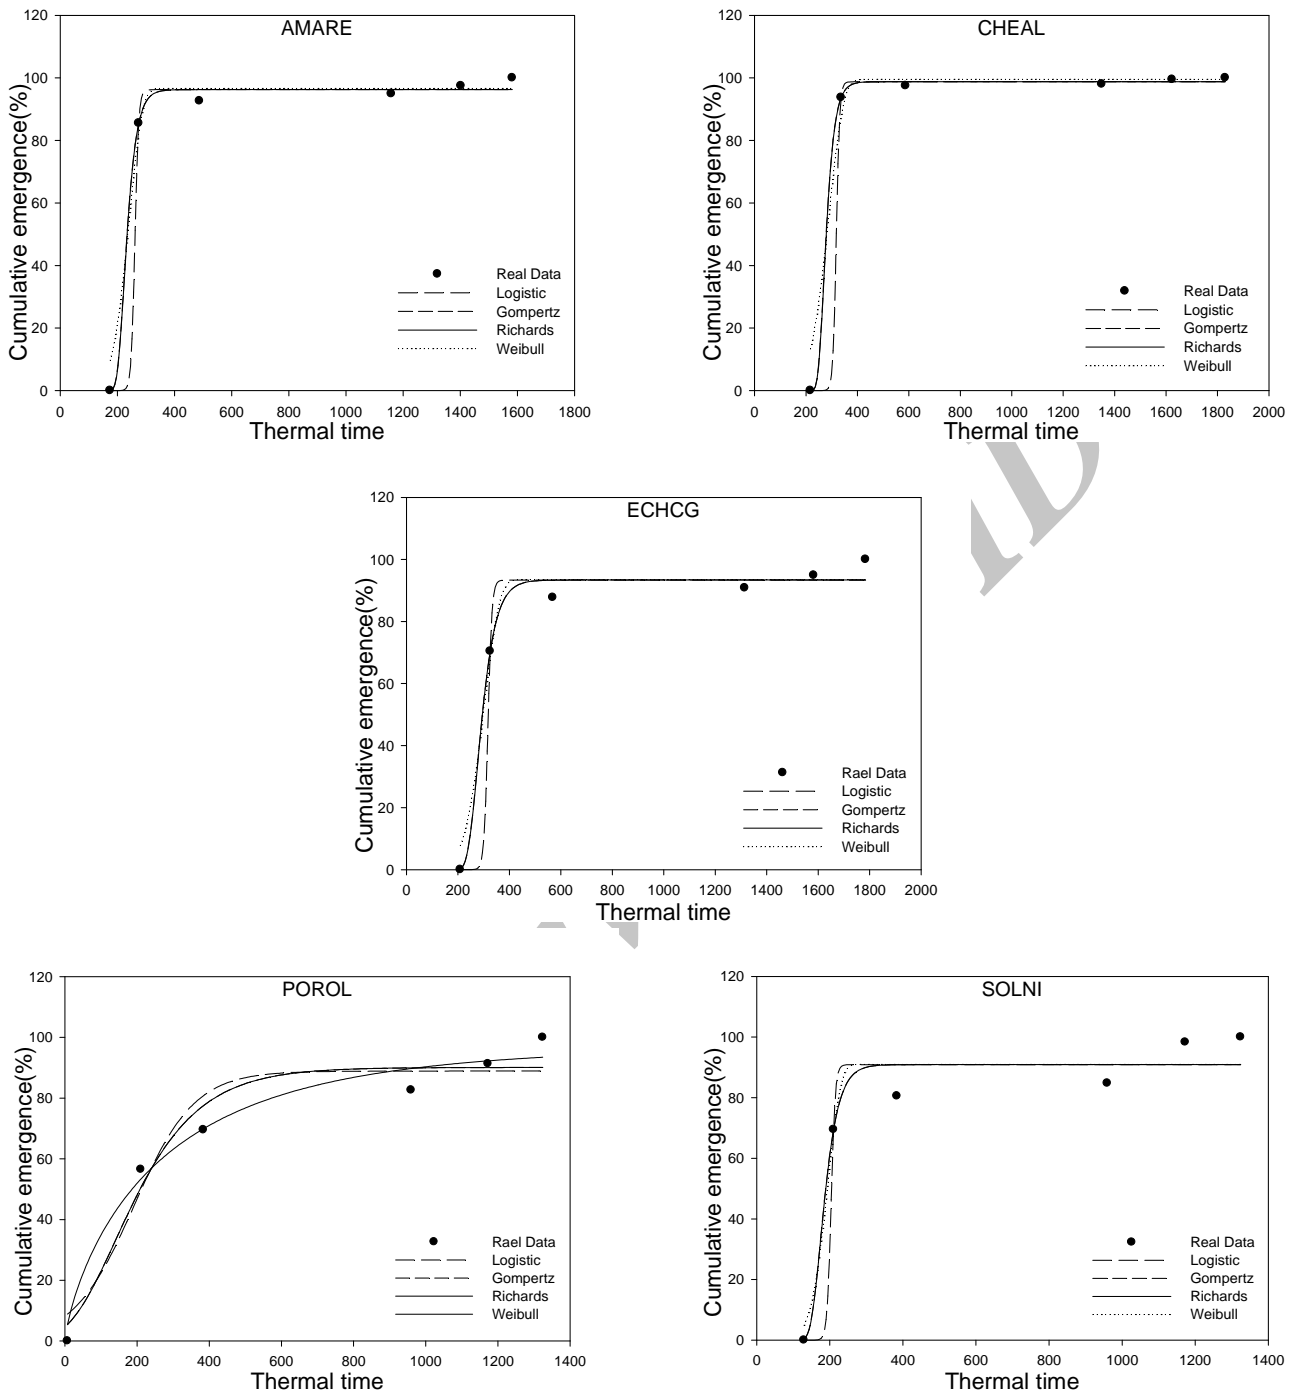 AMARE
Cumulative emergence(%)
120
100
80
60
40
20
0
Real Data
Logistic
Gompertz
Richards
Weibull
0 200 400 600 800 1000 1200 1400 1600 1800
Thermal time
CHEAL
Cumulative emergence(%)
120
100
80
60
40
20
0
Real Data
Logistic
Gompertz
Richards
Weibull
0 200 400 600 800 1000 1200 1400 1600 1800 2000
Thermal time
ECHCG
Cumulative emergence(%)
120
100
80
60
40
20
0
Rael Data
Logistic
Gompertz
Richards
Weibull
0 200 400 600 800 1000 1200 1400 1600 1800 2000
Thermal time
POROL
Cumulative emergence(%)
120
100
80
60
40
20
0
Rael Data
Logistic
Gompertz
Richards
Weibull
0 200 400 600 800 1000 1200 1400
Thermal time
SOLNI
Cumulative emergence(%)
120
100
80
60
40
20
0
Real Data
Logistic
Gompertz
Richards
Weibull
0 200 400 600 800 1000 1200 1400
Thermal time